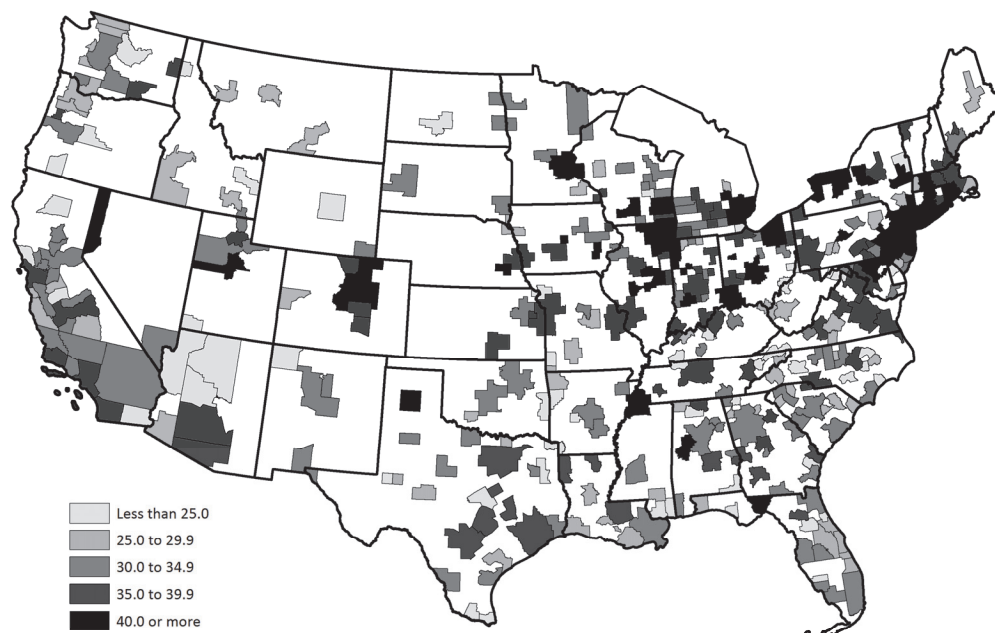 Less than 25.0
25.0 to 29.9
30.0 to 34.9
35.0 to 39.9
40.0 or more